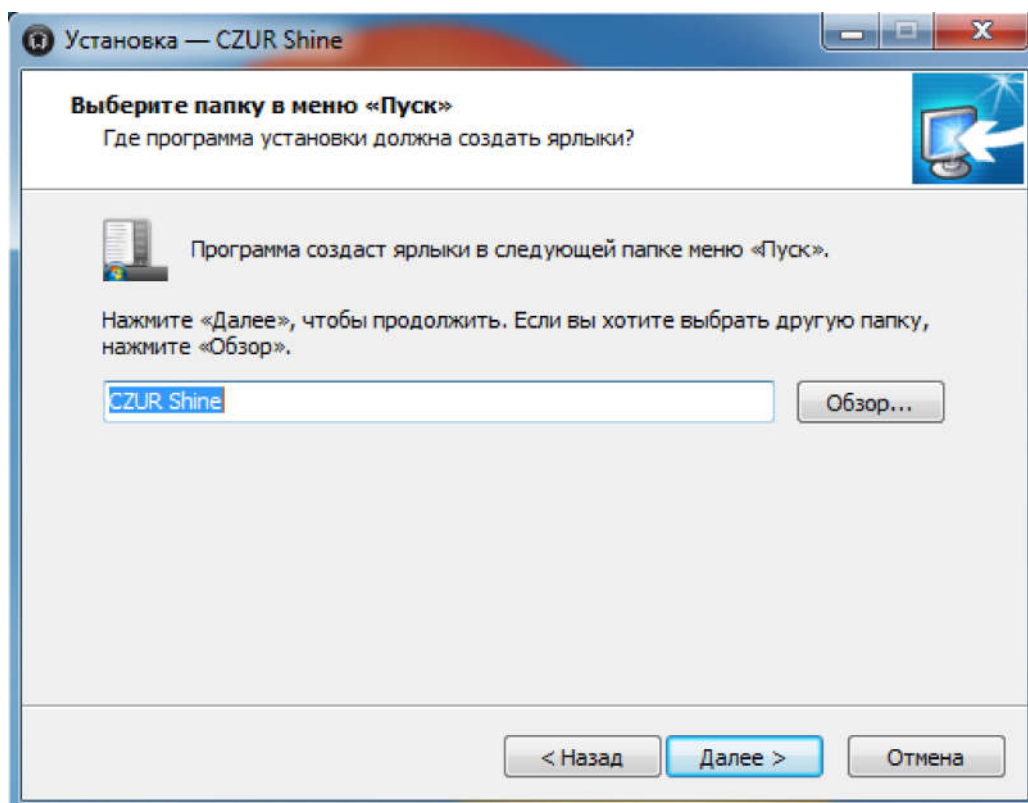 Установка — CZUR Shine
Выберите папку в меню «Пуск»
Где программа установки должна создать ярлыки?
Программа создаст ярлыки в следующей папке меню «Пуск».
Нажмите «Далее», чтобы продолжить. Если вы хотите выбрать другую папку,
нажмите «Обзор».
CZUR Shine
Обзор...
< Назад
Далее >
Отмена